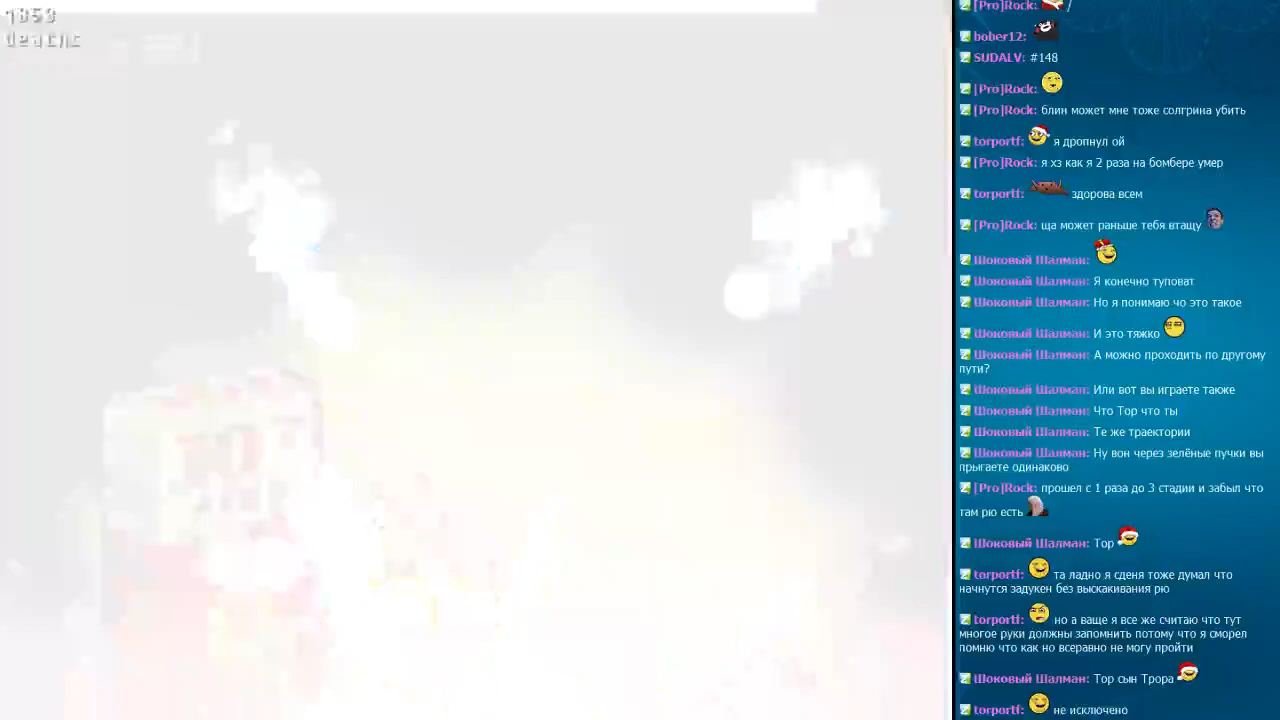 1859
deaths
[Pro]Rock: /
bober12:
SUDALV: #148
[Pro]Rock:
[Pro]Rock: блин может мне тоже солгрина убить
torportf: я дропнул ой
[Pro]Rock: я хз как я 2 раза на бомбере умер
torportf: здорова всем
[Pro]Rock: ща может раньше тебя втащу
Шоковый Шалман:
Шоковый Шалман: Я конечно туповат
Шоковый Шалман: Но я понимаю чо это такое
Шоковый Шалман: И это тяжко
Шоковый Шалман: А можно проходить по другому
пути?
Шоковый Шалман: Или вот вы играете также
Шоковый Шалман: Что Тор что ты
Шоковый Шалман: Те же траектории
Шоковый Шалман: Ну вон через зелёные пучки вы
прыгаете одинаково
[Pro]Rock: прошел с 1 раза до 3 стадии и забыл что
там рю есть
Шоковый Шалман: Тор
torportf: та ладно я сденя тоже думал что
начнутся задукен без выскакивания рю
torportf: но а ваще я все же считаю что тут
многое руки должны запомнить потому что я сморел
помню что как но всеравно не могу пройти
Шоковый Шалман: Тор сын Трора
torportf: не исключено